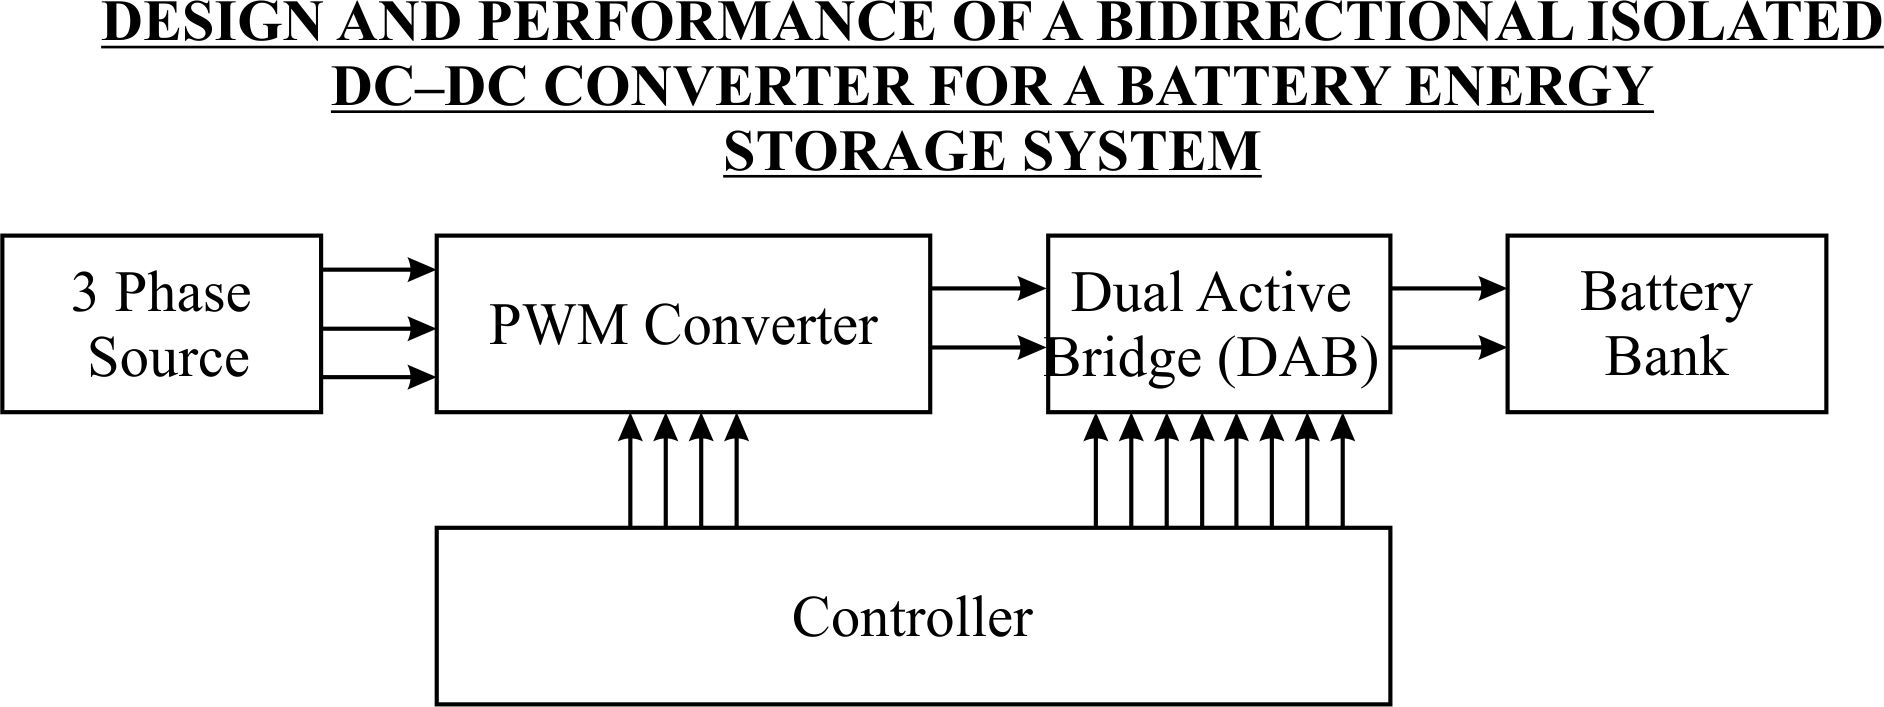 DESIGN AND PERFORMANCE OF A BIDIRECTIONAL ISOLATED
DC–DC CONVERTER FOR A BATTERY ENERGY
STORAGE SYSTEM
3 Phase
Source
PWM Converter
Dual Active
Bridge (DAB)
Battery
Bank
Controller